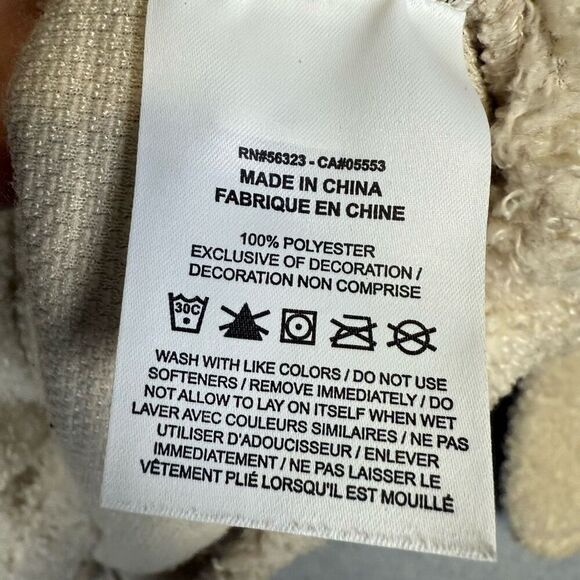 RN#56323 - CA#05553
MADE IN CHINA
FABRIQUE EN CHINE
100% POLYESTER
EXCLUSIVE OF DECORATION /
DECORATION NON COMPRISE
30C
WASH WITH LIKE COLORS / DO NOT USE
SOFTENERS / REMOVE IMMEDIATELY / DO
NOT ALLOW TO LAY ON ITSELF WHEN WET
LAVER AVEC COULEURS SIMILAIRES / NE PAS
UTILISER D'ADOUCISSEUR / ENLEVER
IMMEDIATEMENT / NE PAS LAISSER LE
VÊTEMENT PLIÉ LORSQU'IL EST MOUILLÉ